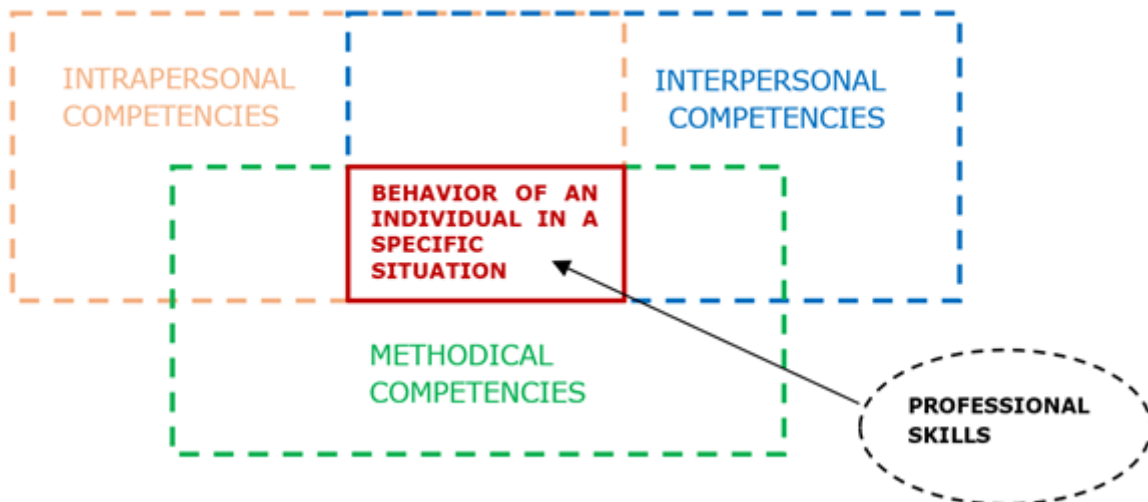 INTRAPERSONAL
COMPETENCIES
INTERPERSONAL
COMPETENCIES
BEHAVIOR OF AN
INDIVIDUAL IN A
SPECIFIC
SITUATION
METHODICAL
COMPETENCIES
PROFESSIONAL
SKILLS